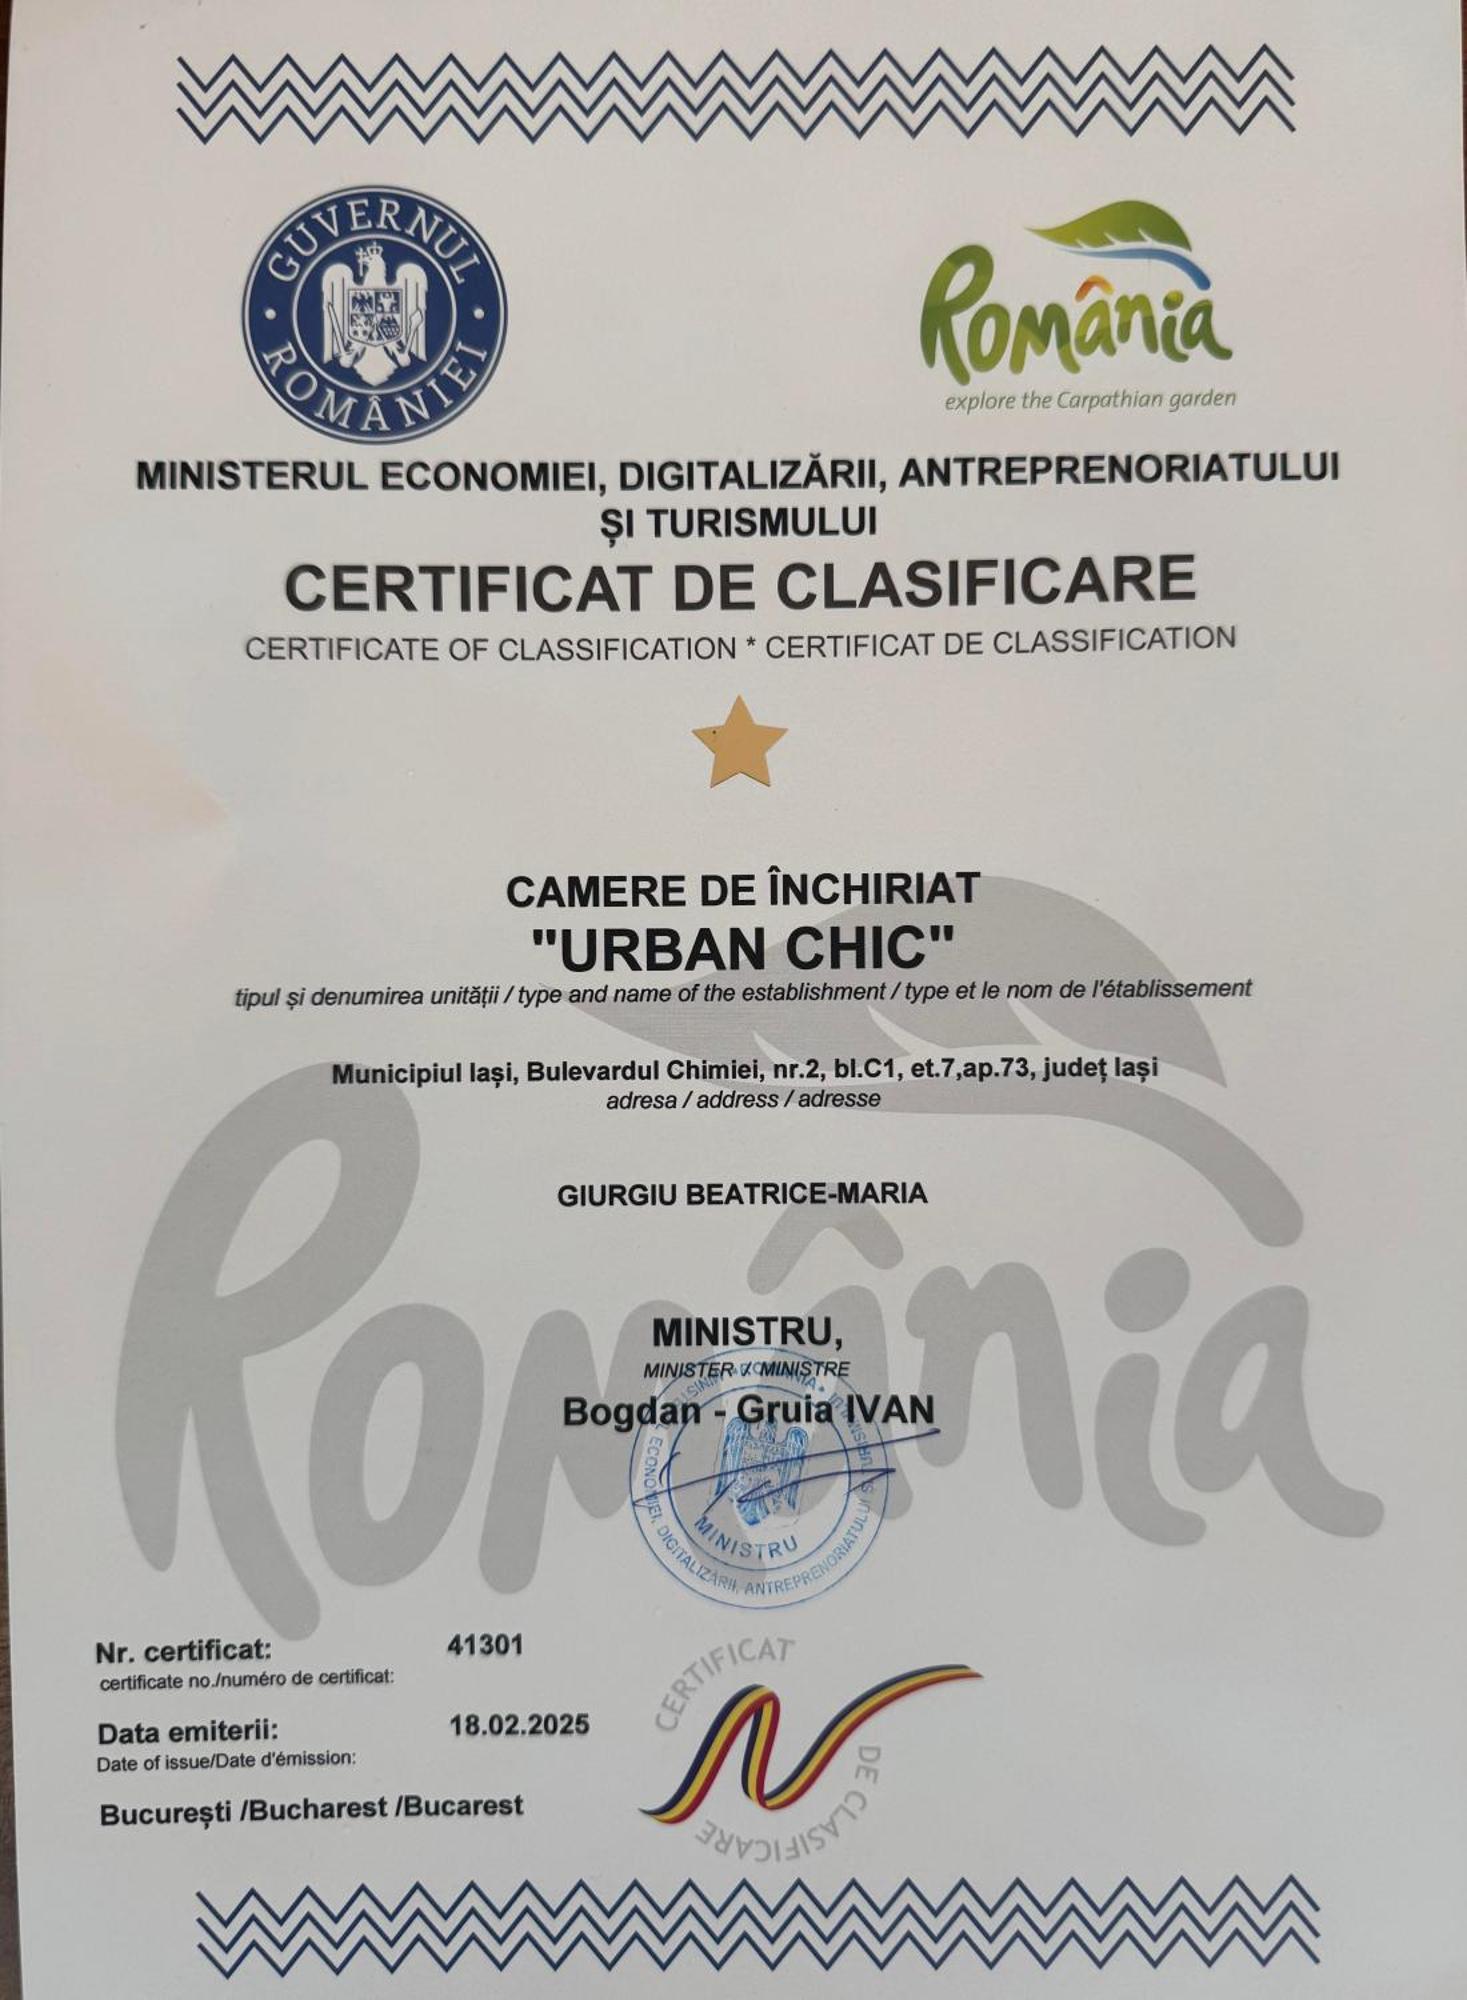 GUVERNUL ROMÂNIEI
România
explore the Carpathian garden
MINISTERUL ECONOMIEI, DIGITALIZĂRII, ANTREPRENORIATULUI
ȘI TURISMULUI
CERTIFICAT DE CLASIFICARE
CERTIFICATE OF CLASSIFICATION * CERTIFICAT DE CLASSIFICATION
CAMERE DE ÎNCHIRIAT
"URBAN CHIC"
tipul și denumirea unității / type and name of the establishment / type et le nom de l'établissement
Municipiul Iași, Bulevardul Chimiei, nr.2, bl.C1, et.7,ap.73, județ Iași
adresa / address / adresse
GIURGIU BEATRICE-MARIA
România
MINISTRU,
MINISTER / MINISTRE
Bogdan - Gruia IVAN
ROMÂNIA * MINISTERUL ECONOMIEI, DIGITALIZĂRII, ANTREPRENORIATULUI ȘI TURISMULUI *
MINISTRU
Nr. certificat: 41301
certificate no./numéro de certificat:
Data emiterii: 18.02.2025
Date of issue/Date d'émission:
București /Bucharest /Bucarest
CERTIFICAT DE CLASIFICARE